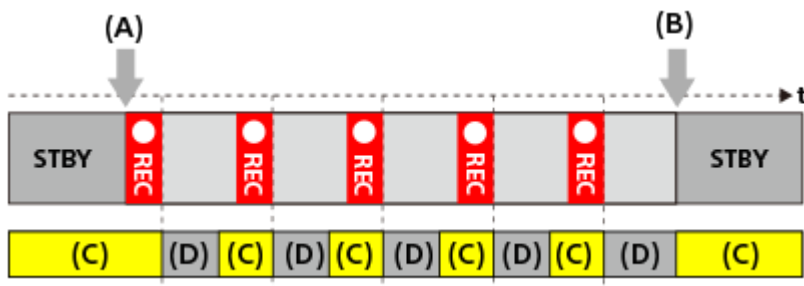 (A) (B)
t
STBY REC REC REC REC REC STBY
(C) (D) (C) (D) (C) (D) (C) (D) (C) (D) (C)